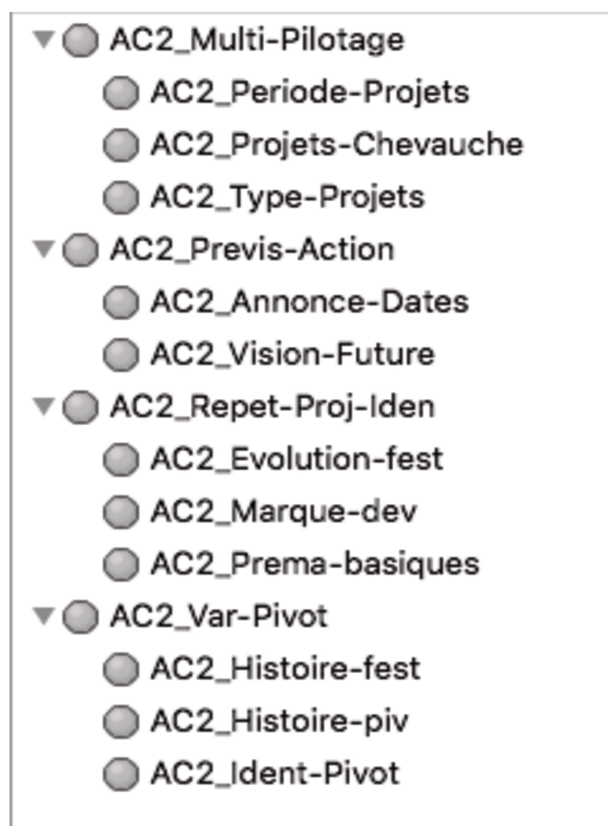 AC2_Multi-Pilotage
AC2_Periode-Projets
AC2_Projets-Chevauche
AC2_Type-Projets
AC2_Previs-Action
AC2_Annonce-Dates
AC2_Vision-Future
AC2_Repet-Proj-Iden
AC2_Evolution-fest
AC2_Marque-dev
AC2_Prema-basiques
AC2_Var-Pivot
AC2_Histoire-fest
AC2_Histoire-piv
AC2_Ident-Pivot